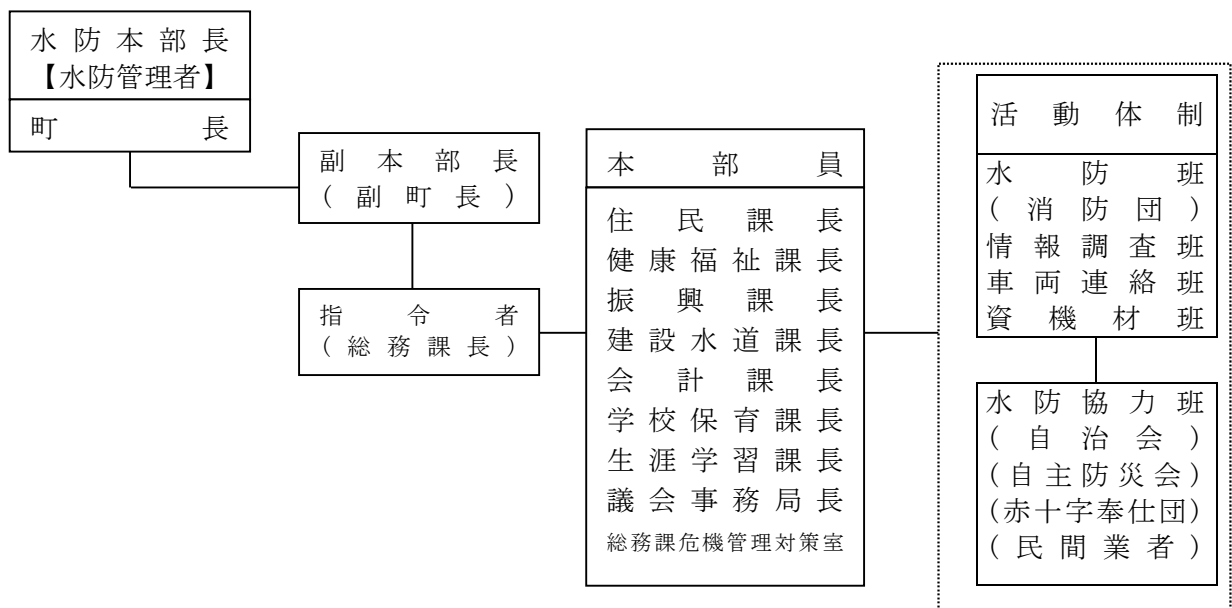 水防本部長
【水防管理者】
町長
副本部長
(副町長)
指令者
(総務課長)
本部員
住民課長
健康福祉課長
振興課長
建設水道課長
会計課長
学校保育課長
生涯学習課長
議会事務局長
総務課危機管理対策室
活動体制
水防班
(消防団)
情報調査班
車両連絡班
資機材班
水防協力班
(自治会)
(自主防災会)
(赤十字奉仕団)
(民間業者)